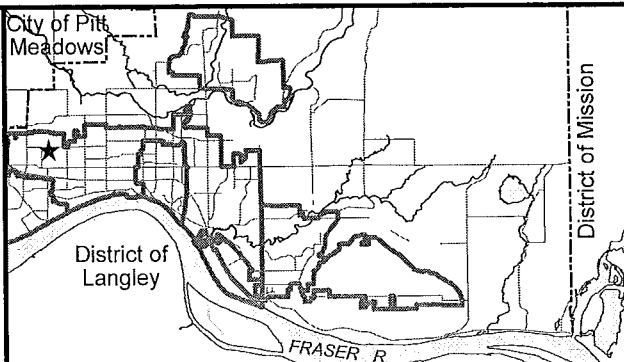 City of Pitt
Meadows
District of Mission
District of
Langley
FRASER R.